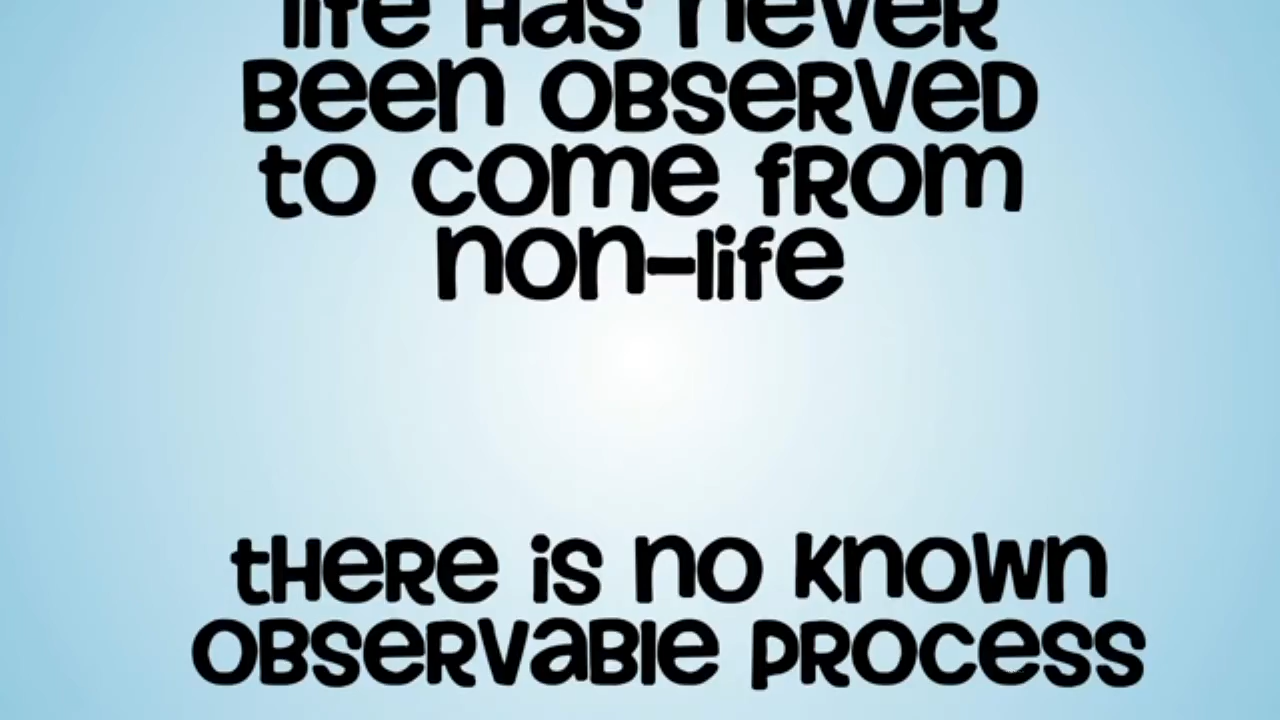 life has never
been observed
to come from
non-life
there is no known
observable process